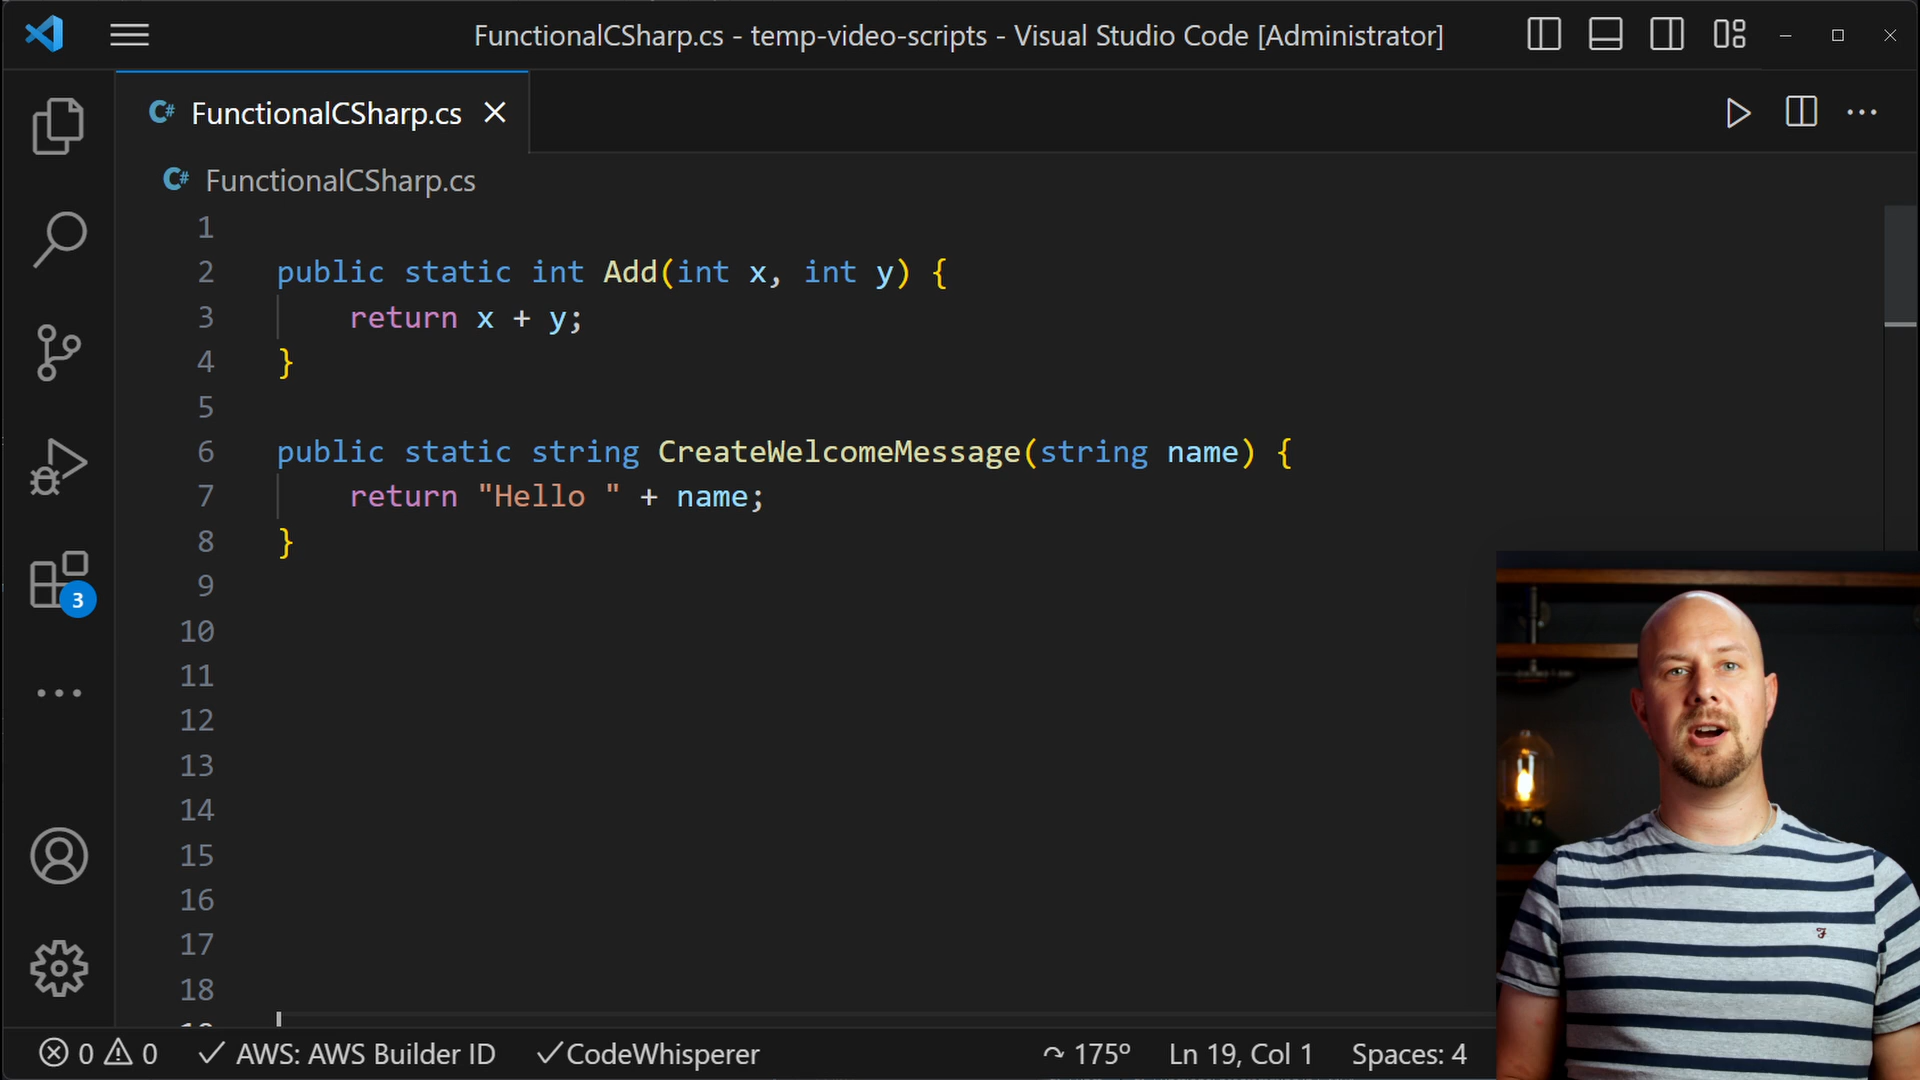 FunctionalCSharp.cs - temp-video-scripts - Visual Studio Code [Administrator]
C# FunctionalCSharp.cs
C# FunctionalCSharp.cs
1
2 public static int Add(int x, int y) {
3 return x + y;
4 }
5
6 public static string CreateWelcomeMessage(string name) {
7 return "Hello " + name;
8 }
9
10
11
12
13
14
15
16
17
18
3
0 0 AWS: AWS Builder ID CodeWhisperer 175º Ln 19, Col 1 Spaces: 4